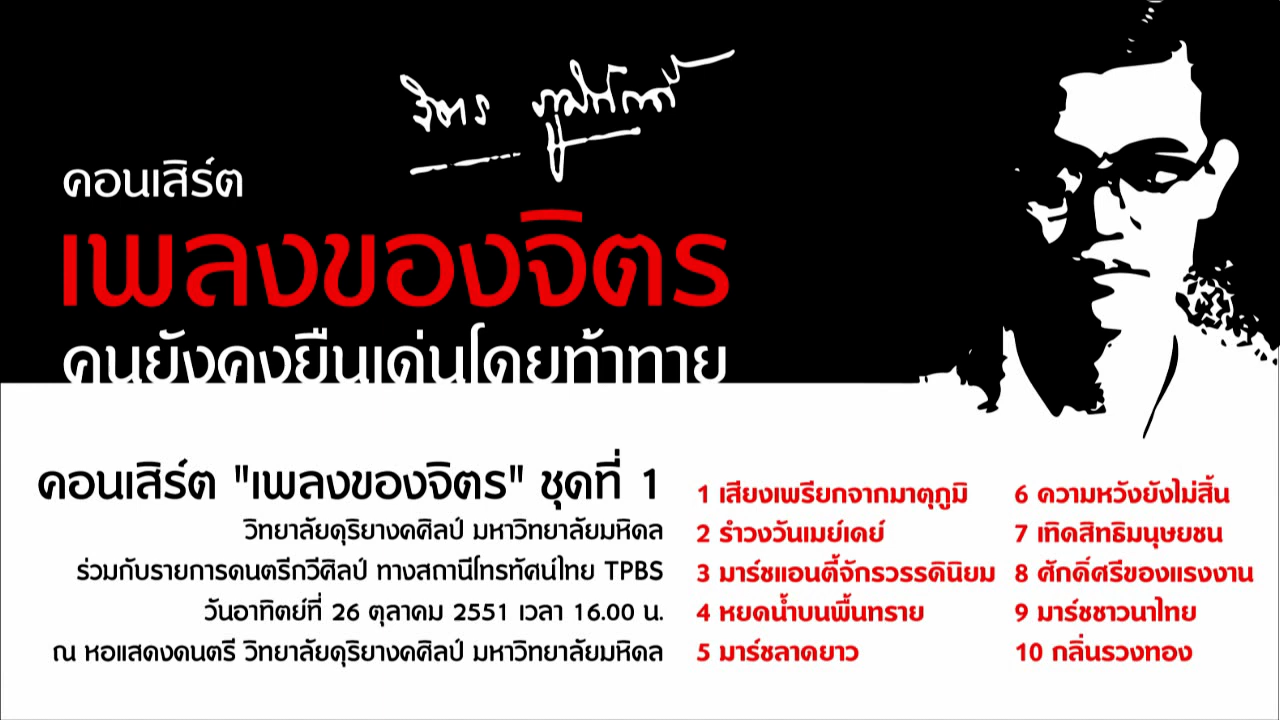 จิตร ภูมิศักดิ์
คอนเสิร์ต
เพลงของจิตร
คนยังคงยืนเด่นโดยท้าทาย
คอนเสิร์ต "เพลงของจิตร" ชุดที่ 1
วิทยาลัยดุริยางคศิลป์ มหาวิทยาลัยมหิดล
ร่วมกับรายการดนตรีกวีศิลป์ ทางสถานีโทรทัศน์ไทย TPBS
วันอาทิตย์ที่ 26 ตุลาคม 2551 เวลา 16.00 น.
ณ หอแสดงดนตรี วิทยาลัยดุริยางคศิลป์ มหาวิทยาลัยมหิดล
1 เสียงเพรียกจากมาตุภูมิ
2 รำวงวันเมย์เดย์
3 มาร์ชแอนตี้จักรวรรดินิยม
4 หยดน้ำบนพื้นทราย
5 มาร์ชลาดยาว
6 ความหวังยังไม่สิ้น
7 เทิดสิทธิมนุษยชน
8 ศักดิ์ศรีของแรงงาน
9 มาร์ชชาวนาไทย
10 กลิ่นรวงทอง